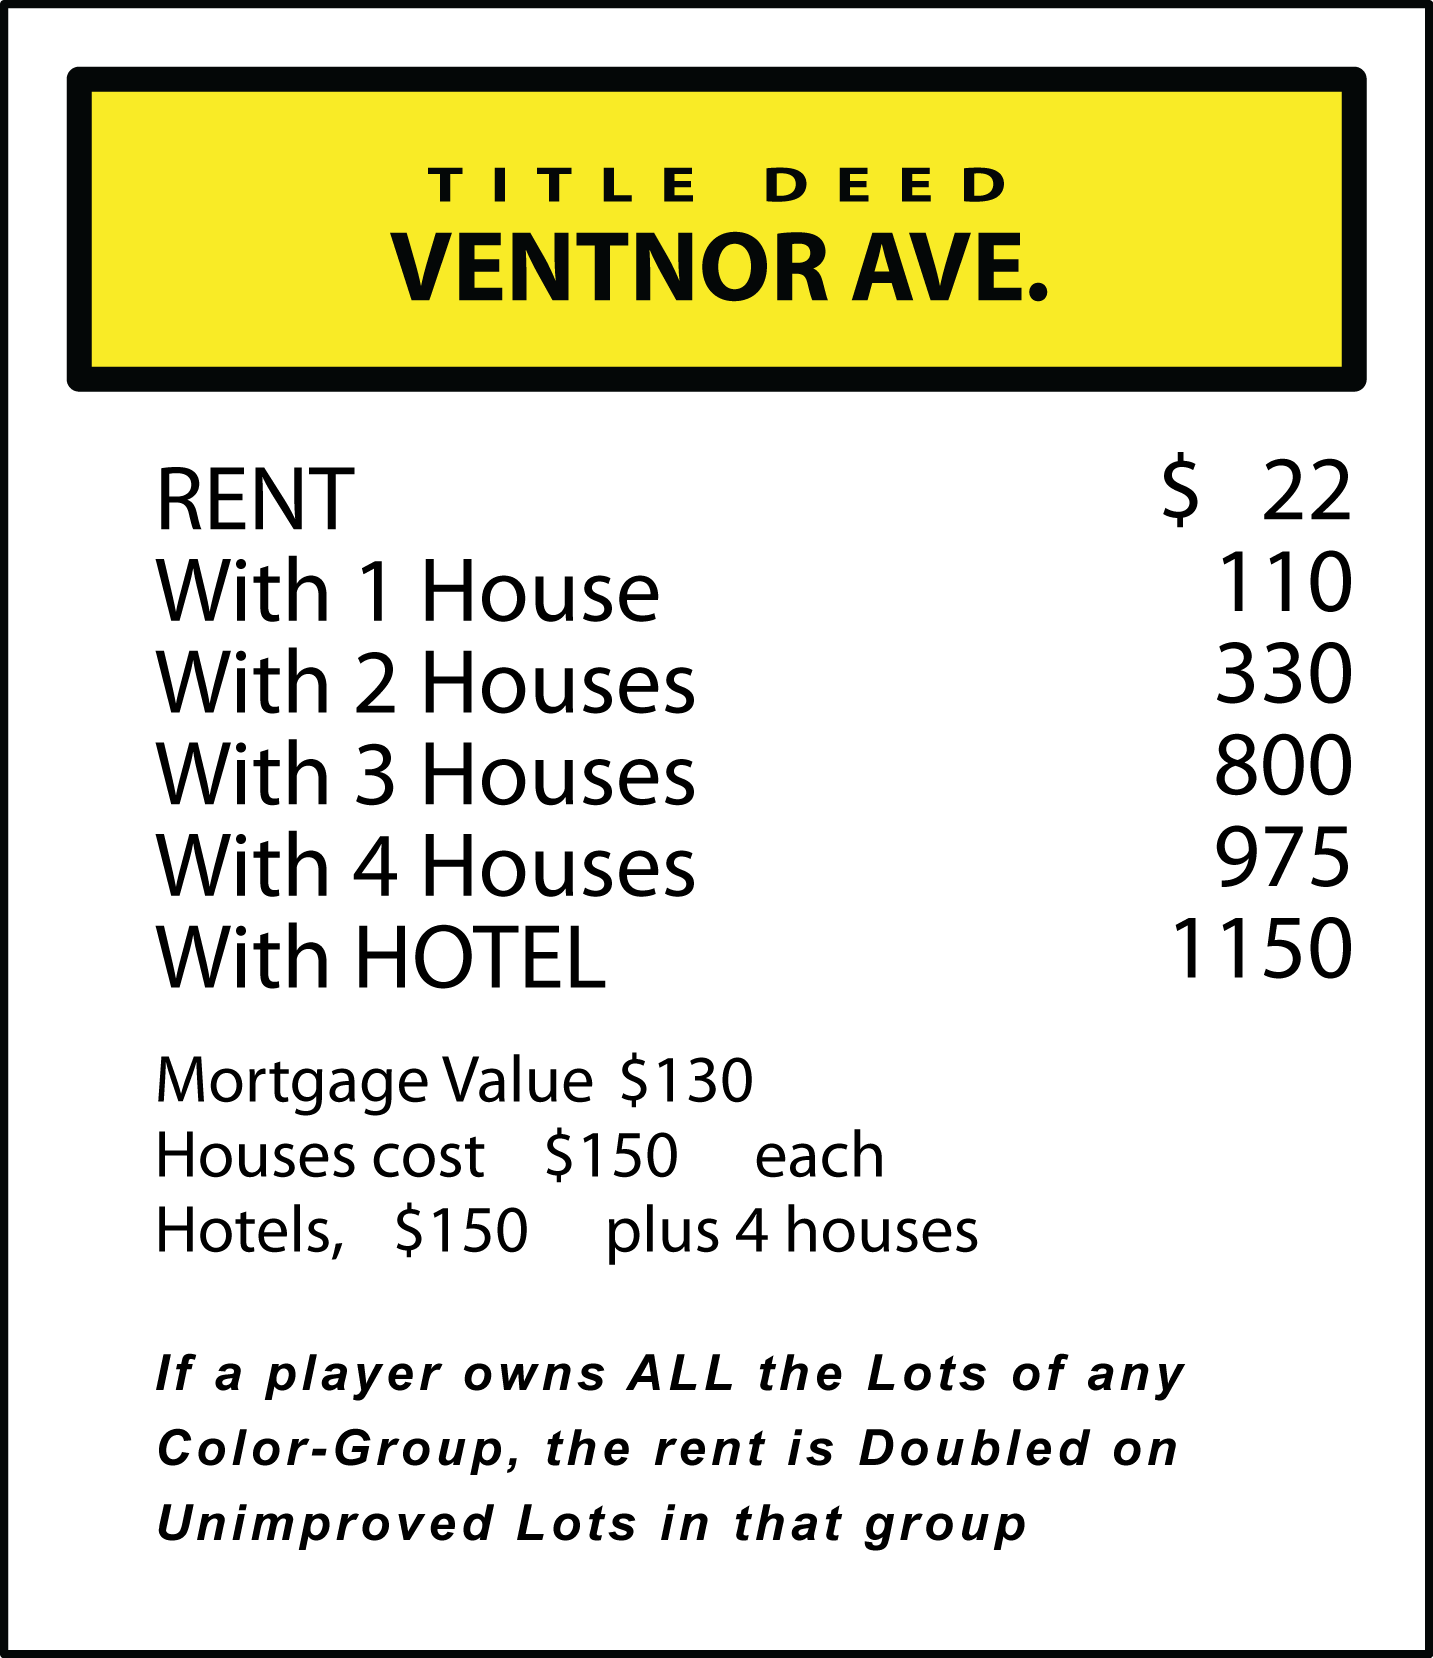 TITLE DEED
VENTNOR AVE.
RENT $ 22
With 1 House 110
With 2 Houses 330
With 3 Houses 800
With 4 Houses 975
With HOTEL 1150
Mortgage Value $130
Houses cost $150 each
Hotels, $150 plus 4 houses
If a player owns ALL the Lots of any
Color-Group, the rent is Doubled on
Unimproved Lots in that group